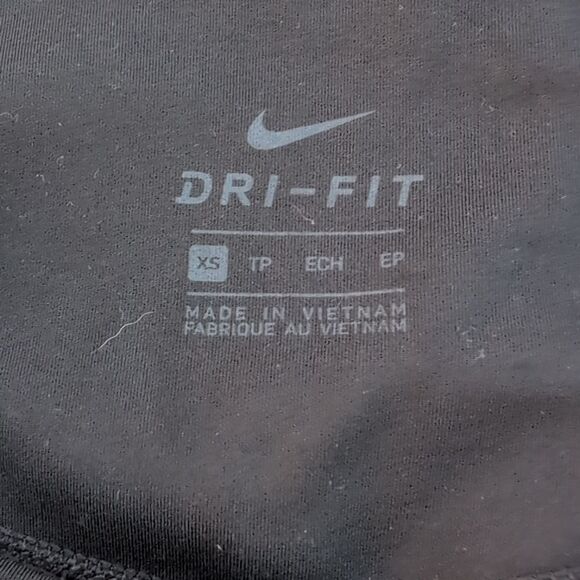 DRI-FIT
XS TP ECH EP
MADE IN VIETNAM
FABRIQUE AU VIETNAM